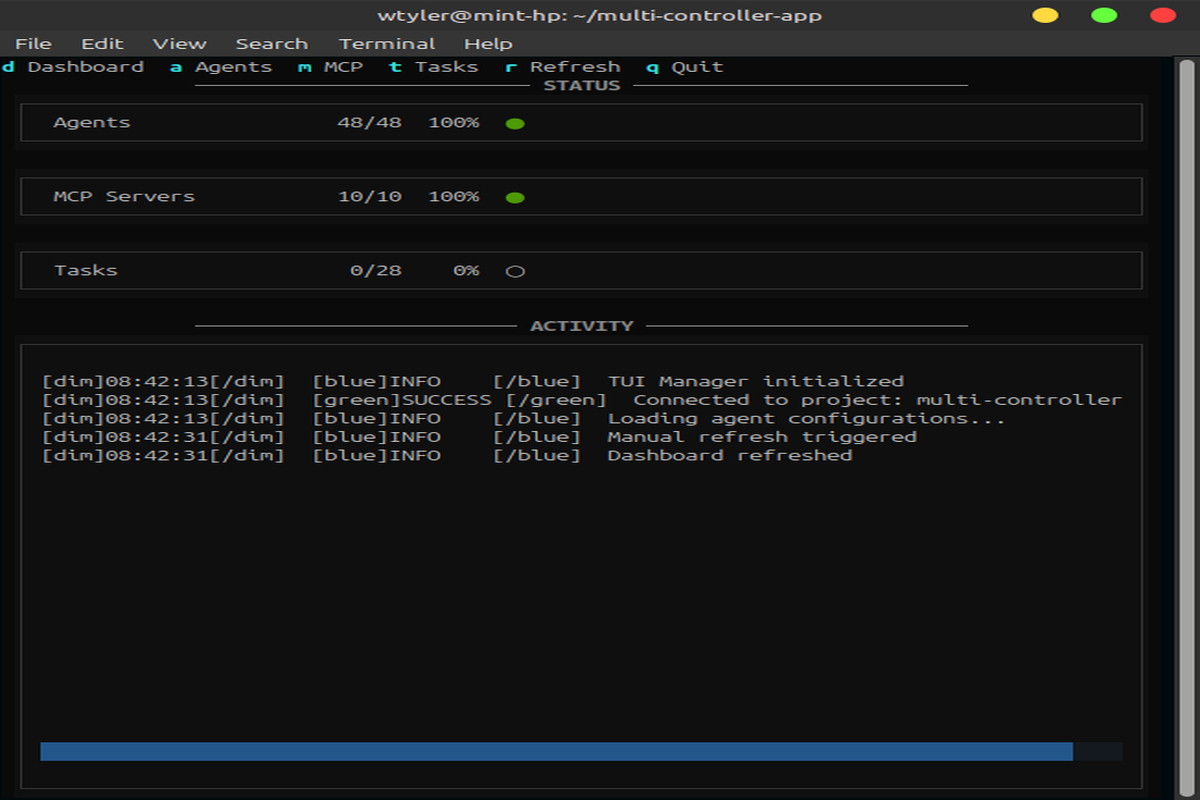 wtyler@mint-hp: ~/multi-controller-app
File Edit View Search Terminal Help
d Dashboard a Agents m MCP t Tasks r Refresh q Quit
STATUS
Agents 48/48 100%
MCP Servers 10/10 100%
Tasks 0/28 0%
ACTIVITY
[dim]08:42:13[/dim] [blue]INFO [/blue] TUI Manager initialized
[dim]08:42:13[/dim] [green]SUCCESS [/green] Connected to project: multi-controller
[dim]08:42:13[/dim] [blue]INFO [/blue] Loading agent configurations...
[dim]08:42:31[/dim] [blue]INFO [/blue] Manual refresh triggered
[dim]08:42:31[/dim] [blue]INFO [/blue] Dashboard refreshed